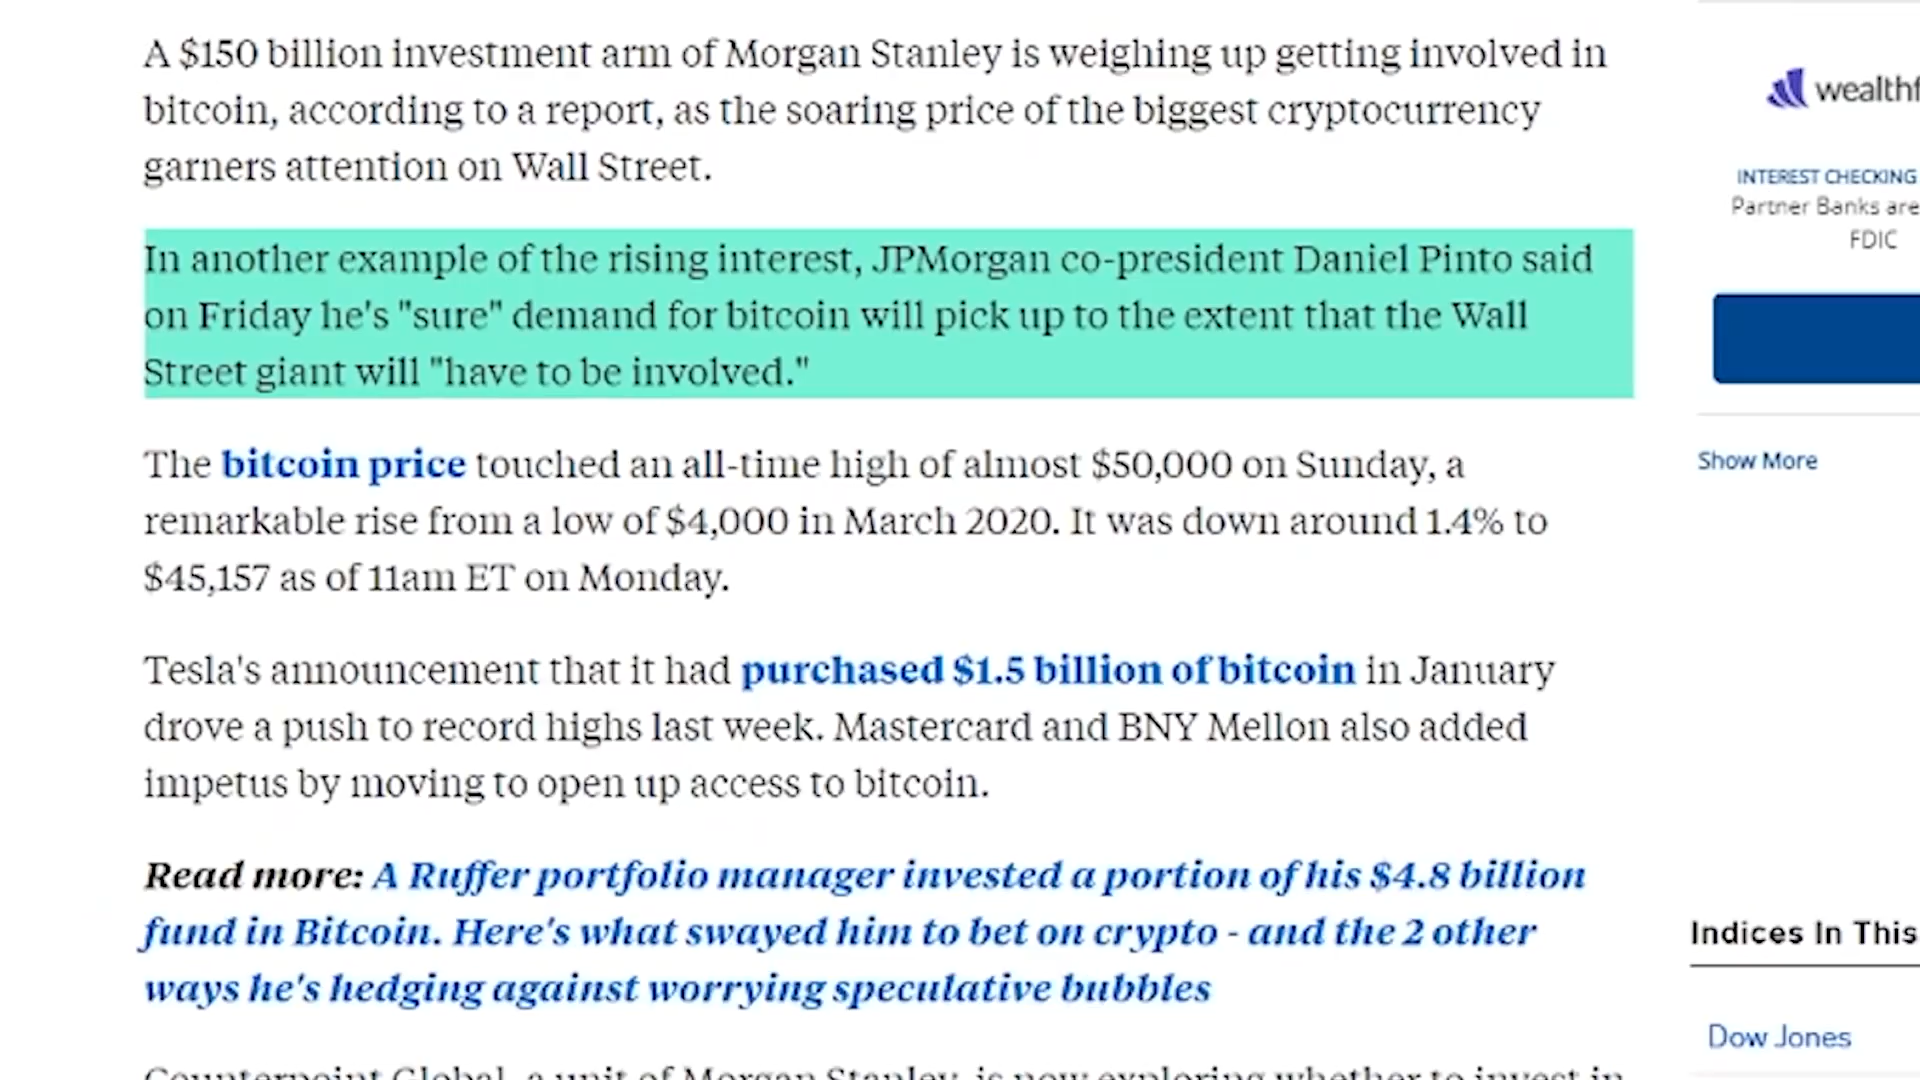 A $150 billion investment arm of Morgan Stanley is weighing up getting involved in
bitcoin, according to a report, as the soaring price of the biggest cryptocurrency
garners attention on Wall Street.
In another example of the rising interest, JPMorgan co-president Daniel Pinto said
on Friday he's "sure" demand for bitcoin will pick up to the extent that the Wall
Street giant will "have to be involved."
The bitcoin price touched an all-time high of almost $50,000 on Sunday, a
remarkable rise from a low of $4,000 in March 2020. It was down around 1.4% to
$45,157 as of 11am ET on Monday.
Tesla's announcement that it had purchased $1.5 billion of bitcoin in January
drove a push to record highs last week. Mastercard and BNY Mellon also added
impetus by moving to open up access to bitcoin.
Read more: A Ruffer portfolio manager invested a portion of his $4.8 billion
fund in Bitcoin. Here's what swayed him to bet on crypto - and the 2 other
ways he's hedging against worrying speculative bubbles
Counterpoint Global, a unit of Morgan Stanley, is now exploring whether to invest in
wealthf
INTEREST CHECKING
Partner Banks are
FDIC
Show More
Indices In This
Dow Jones